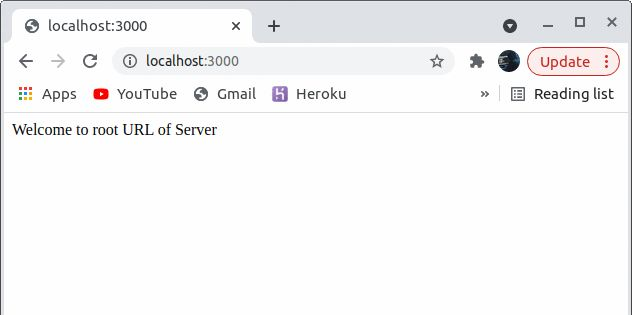 localhost:3000
localhost:3000
Update
Apps YouTube Gmail Heroku » Reading list
Welcome to root URL of Server